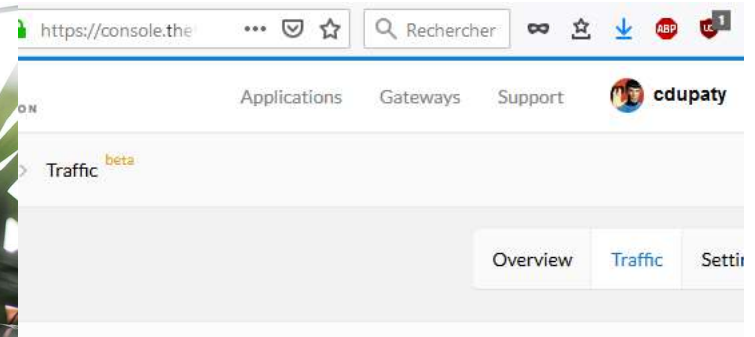 https://console.the
Rechercher
ABP
1
ON
Applications Gateways Support cdupaty
Traffic beta
Overview Traffic Settin